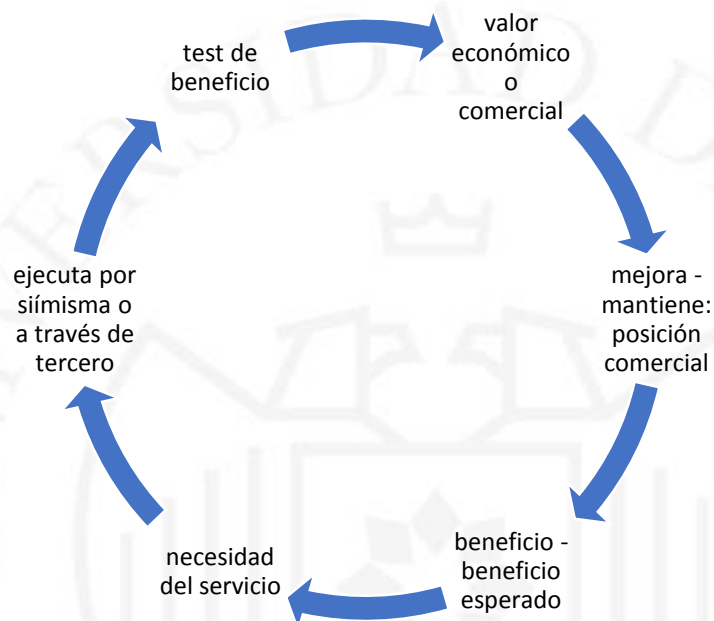 test de
beneficio
valor
económico
o
comercial
mejora -
mantiene:
posición
comercial
beneficio -
beneficio
esperado
necesidad
del servicio
ejecuta por
siímisma o
a través de
tercero